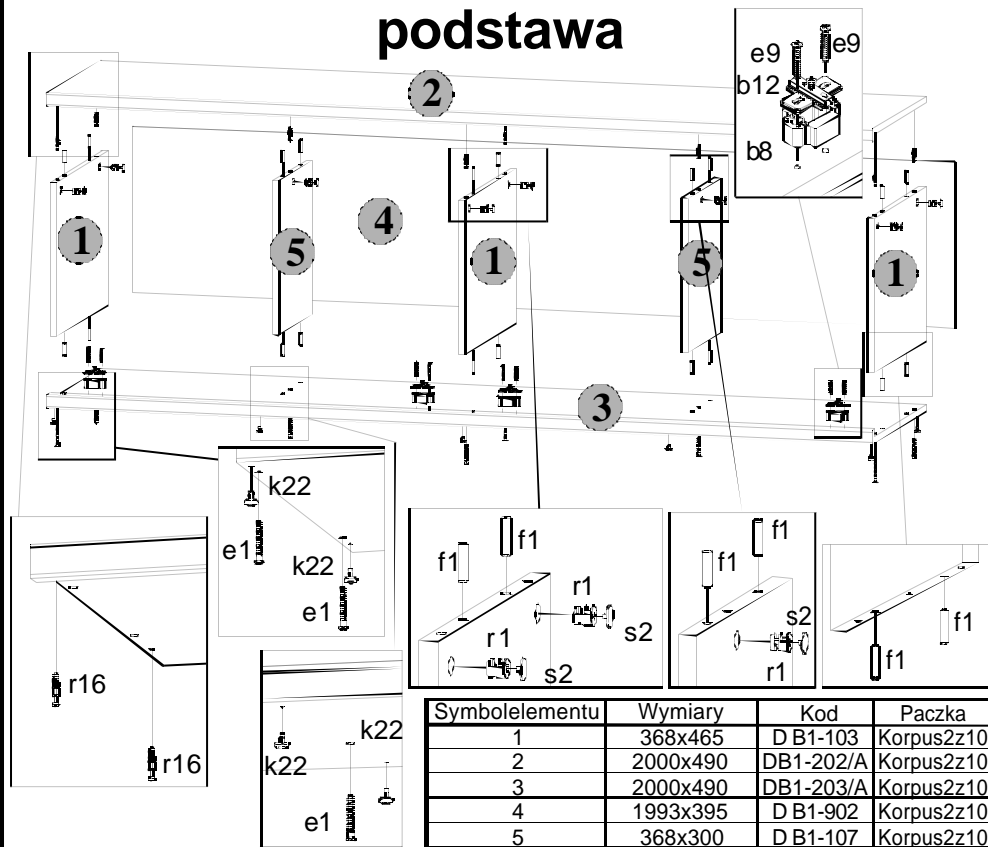 podstawa
e9
e9
b12
b8
2
4
1
5
1
5
1
3
k22
e1
k22
e1
r16
r16
k22
k22
e1
f1
f1
r1
s2
r1
s2
f1
f1
s2
r1
f1
f1
Symbolelementu Wymiary Kod Paczka
1 368x465 D B1-103 Korpus2z10
2 2000x490 DB1-202/A Korpus2z10
3 2000x490 DB1-203/A Korpus2z10
4 1993x395 D B1-902 Korpus2z10
5 368x300 D B1-107 Korpus2z10